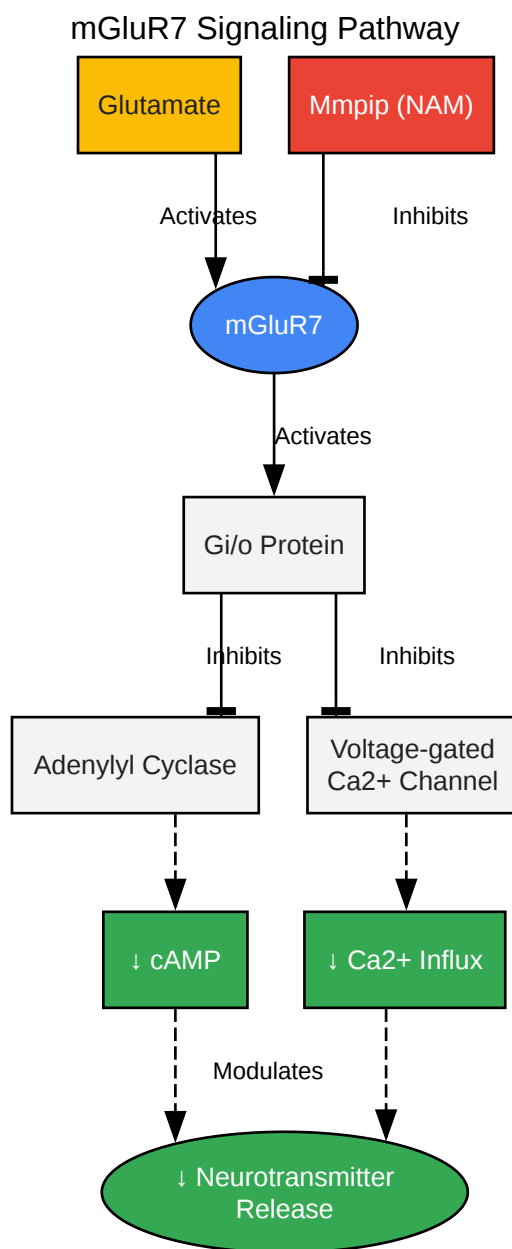 mGluR7 Signaling Pathway
Glutamate
Mmpip (NAM)
Activates
Inhibits
mGluR7
Activates
Gi/o Protein
Inhibits
Inhibits
Adenylyl Cyclase
Voltage-gated
Ca2+ Channel
↓ cAMP
↓ Ca2+ Influx
Modulates
↓ Neurotransmitter
Release